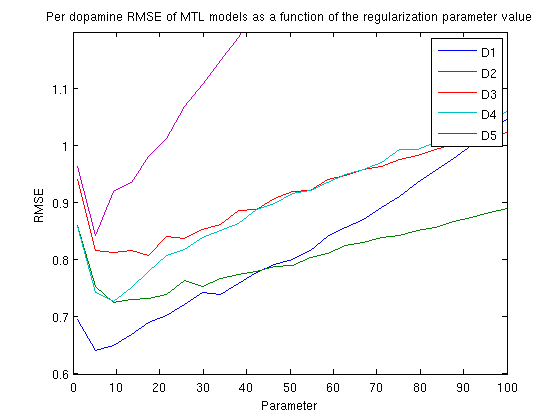 Per dopamine RMSE of MTL models as a function of the regularization parameter value
1.1
1
0.9
0.8
0.7
0.6
RMSE
D1
D2
D3
D4
D5
0 10 20 30 40 50 60 70 80 90 100
Parameter